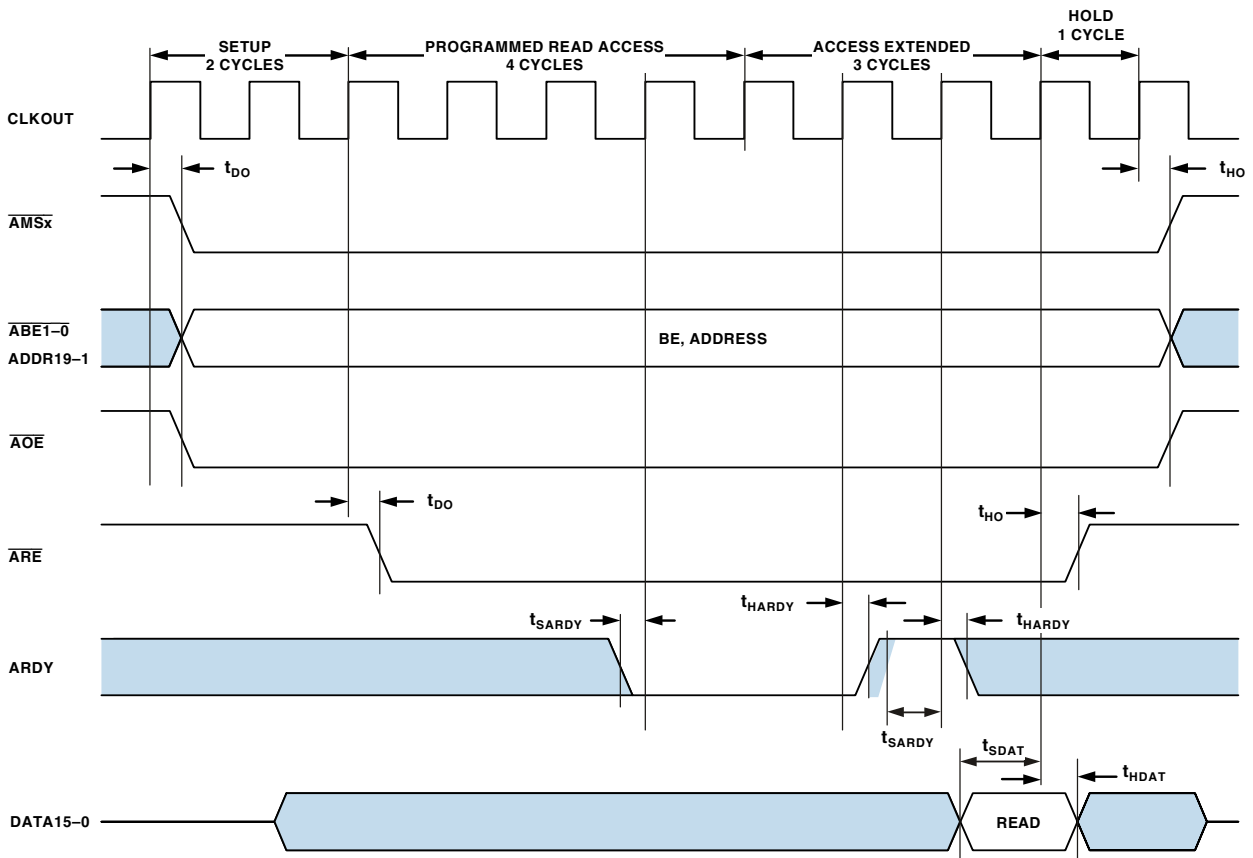 SETUP
2 CYCLES
PROGRAMMED READ ACCESS
4 CYCLES
ACCESS EXTENDED
3 CYCLES
HOLD
1 CYCLE
CLKOUT
tDO
tHO
AMSx
ABE1–0
ADDR19–1
BE, ADDRESS
AOE
tDO
tHO
ARE
tSARDY
tHARDY
tHARDY
ARDY
tSARDY
tSDAT
tHDAT
DATA15–0
READ